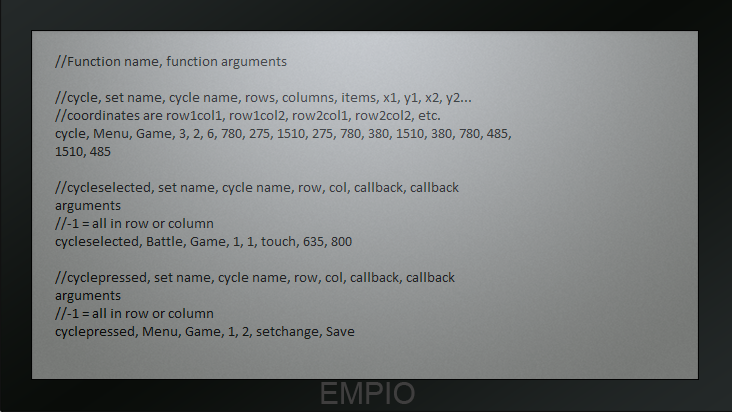 //Function name, function arguments
//cycle, set name, cycle name, rows, columns, items, x1, y1, x2, y2...
//coordinates are row1col1, row1col2, row2col1, row2col2, etc.
cycle, Menu, Game, 3, 2, 6, 780, 275, 1510, 275, 780, 380, 1510, 380, 780, 485,
1510, 485
//cycleselected, set name, cycle name, row, col, callback, callback
arguments
//-1 = all in row or column
cycleselected, Battle, Game, 1, 1, touch, 635, 800
//cyclepressed, set name, cycle name, row, col, callback, callback
arguments
//-1 = all in row or column
cyclepressed, Menu, Game, 1, 2, setchange, Save
EMPIO